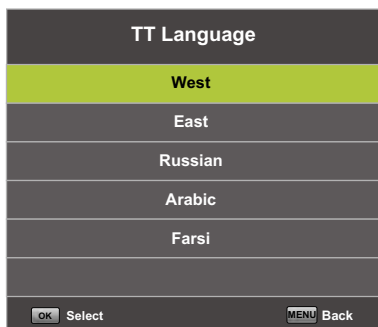 TT Language
West
East
Russian
Arabic
Farsi
OK Select MENU Back